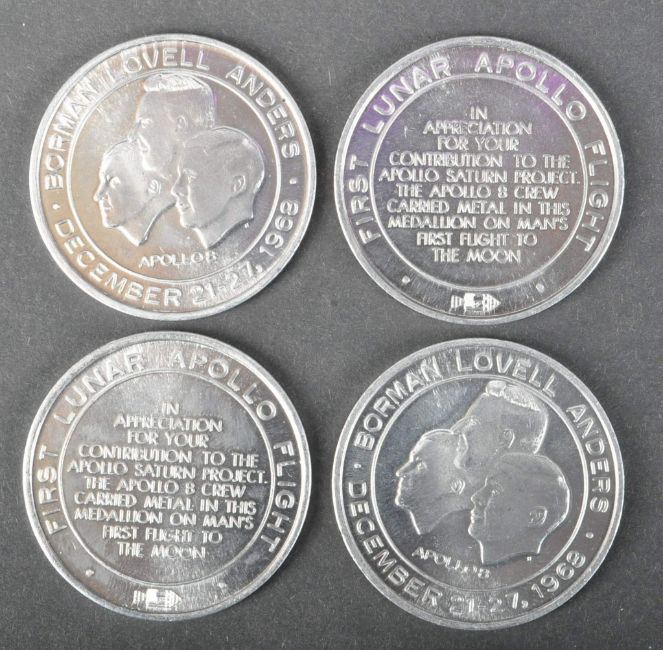 BORMAN LOVELL ANDERS
APOLLO 8
DECEMBER 21-27, 1968
FIRST LUNAR APOLLO FLIGHT
IN
APPRECIATION
FOR YOUR
CONTRIBUTION TO THE
APOLLO SATURN PROJECT.
THE APOLLO 8 CREW
CARRIED METAL IN THIS
MEDALLION ON MAN'S
FIRST FLIGHT TO
THE MOON
FIRST LUNAR APOLLO FLIGHT
IN
APPRECIATION
FOR YOUR
CONTRIBUTION TO THE
APOLLO SATURN PROJECT.
THE APOLLO 8 CREW
CARRIED METAL IN THIS
MEDALLION ON MAN'S
FIRST FLIGHT TO
THE MOON
BORMAN LOVELL ANDERS
APOLLO 8
DECEMBER 21-27, 1968